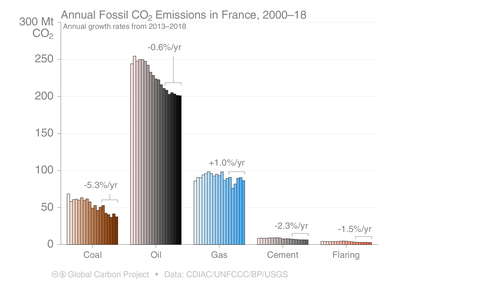 Annual Fossil CO₂ Emissions in France, 2000–18
300 Mt
CO₂
Annual growth rates from 2013–2018
-0.6%/yr
250
200
150
+1.0%/yr
100
-5.3%/yr
50
-2.3%/yr
-1.5%/yr
0
Coal Oil Gas Cement Flaring
Global Carbon Project • Data: CDIAC/UNFCCC/BP/USGS